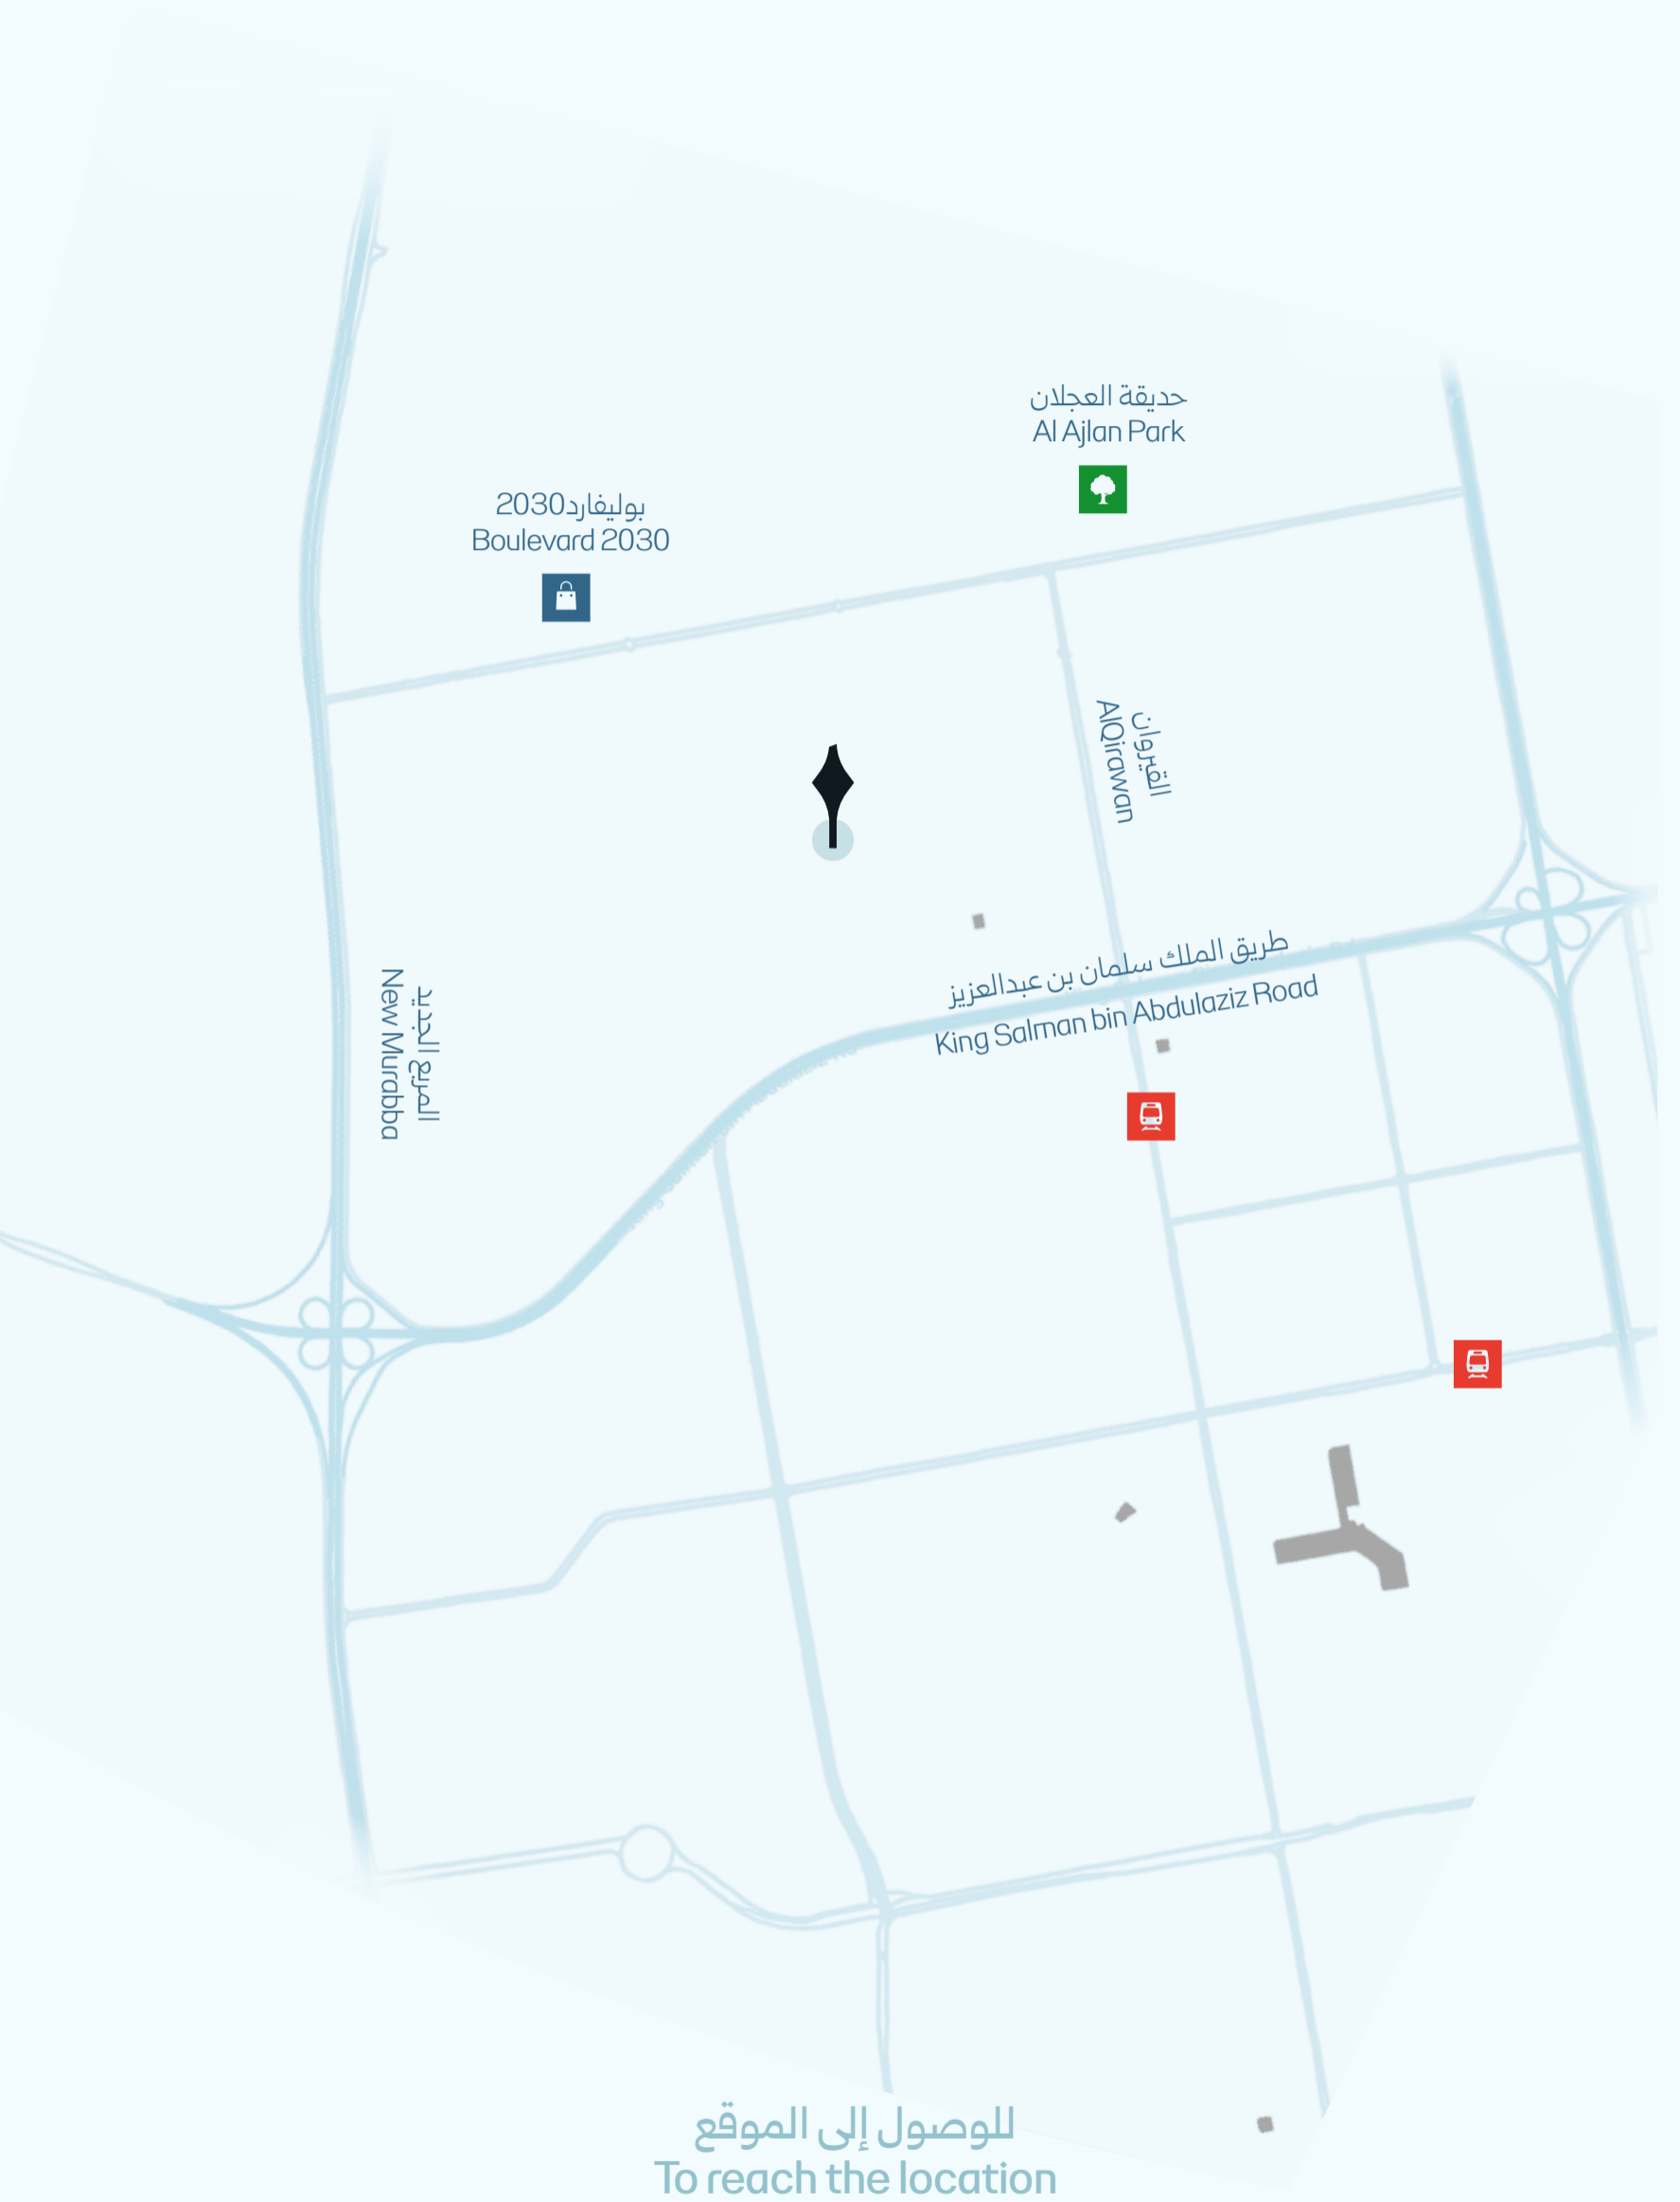 حديقة العجلان
Al Ajlan Park
بوليفارد2030
Boulevard 2030
القيروان
AlQirawan
طريق الملك سلمان بن عبدالعزيز
King Salman bin Abdulaziz Road
المربع الجديد
New Murabba
للوصول إلى الموقع
To reach the location